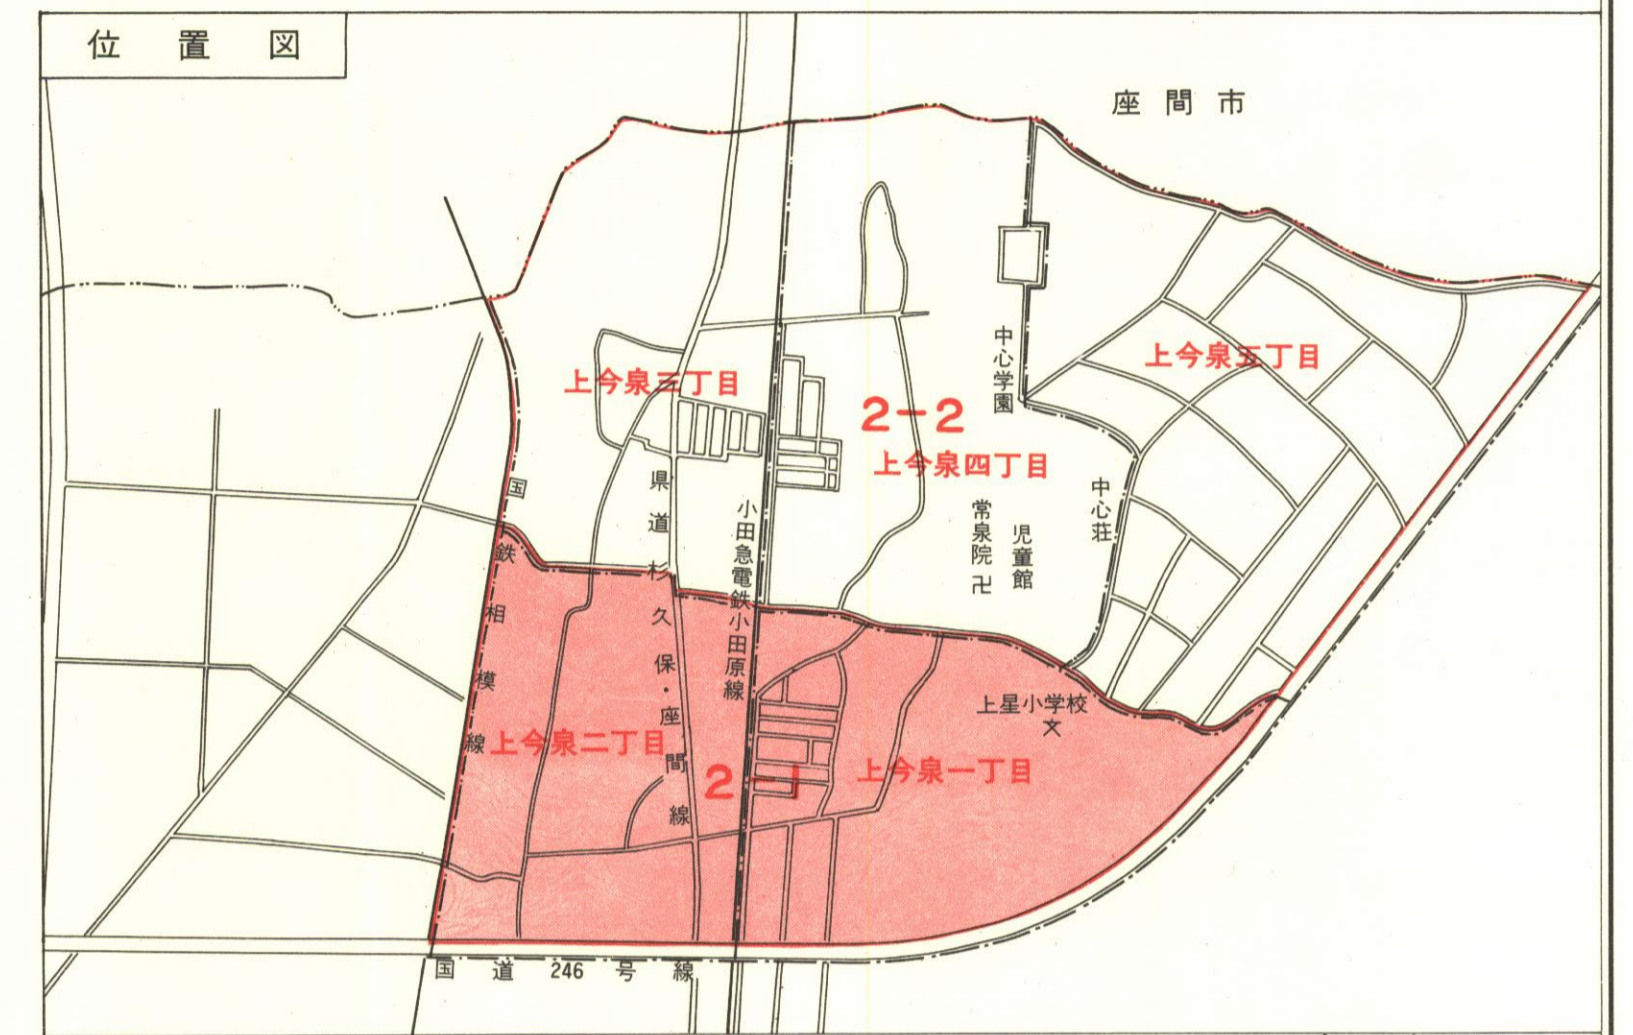 位置図
座間市
中心学園
上今泉三丁目
上今泉五丁目
2-2
上今泉四丁目
国鉄相模線
県道杉久保・座間線
小田急電鉄小田原線
常泉院 卍
児童館
中心荘
上星小学校
文
上今泉二丁目
2-1
上今泉一丁目
国道246号線